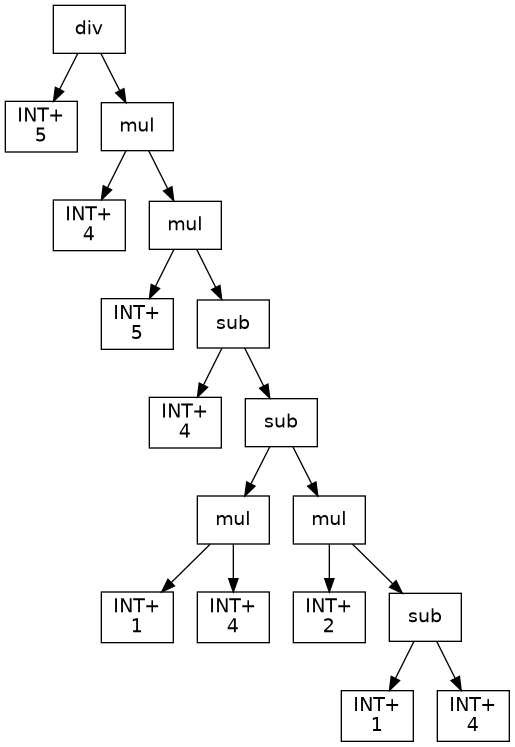 div
INT+
5
mul
INT+
4
mul
INT+
5
sub
INT+
4
sub
mul
mul
INT+
1
INT+
4
INT+
2
sub
INT+
1
INT+
4